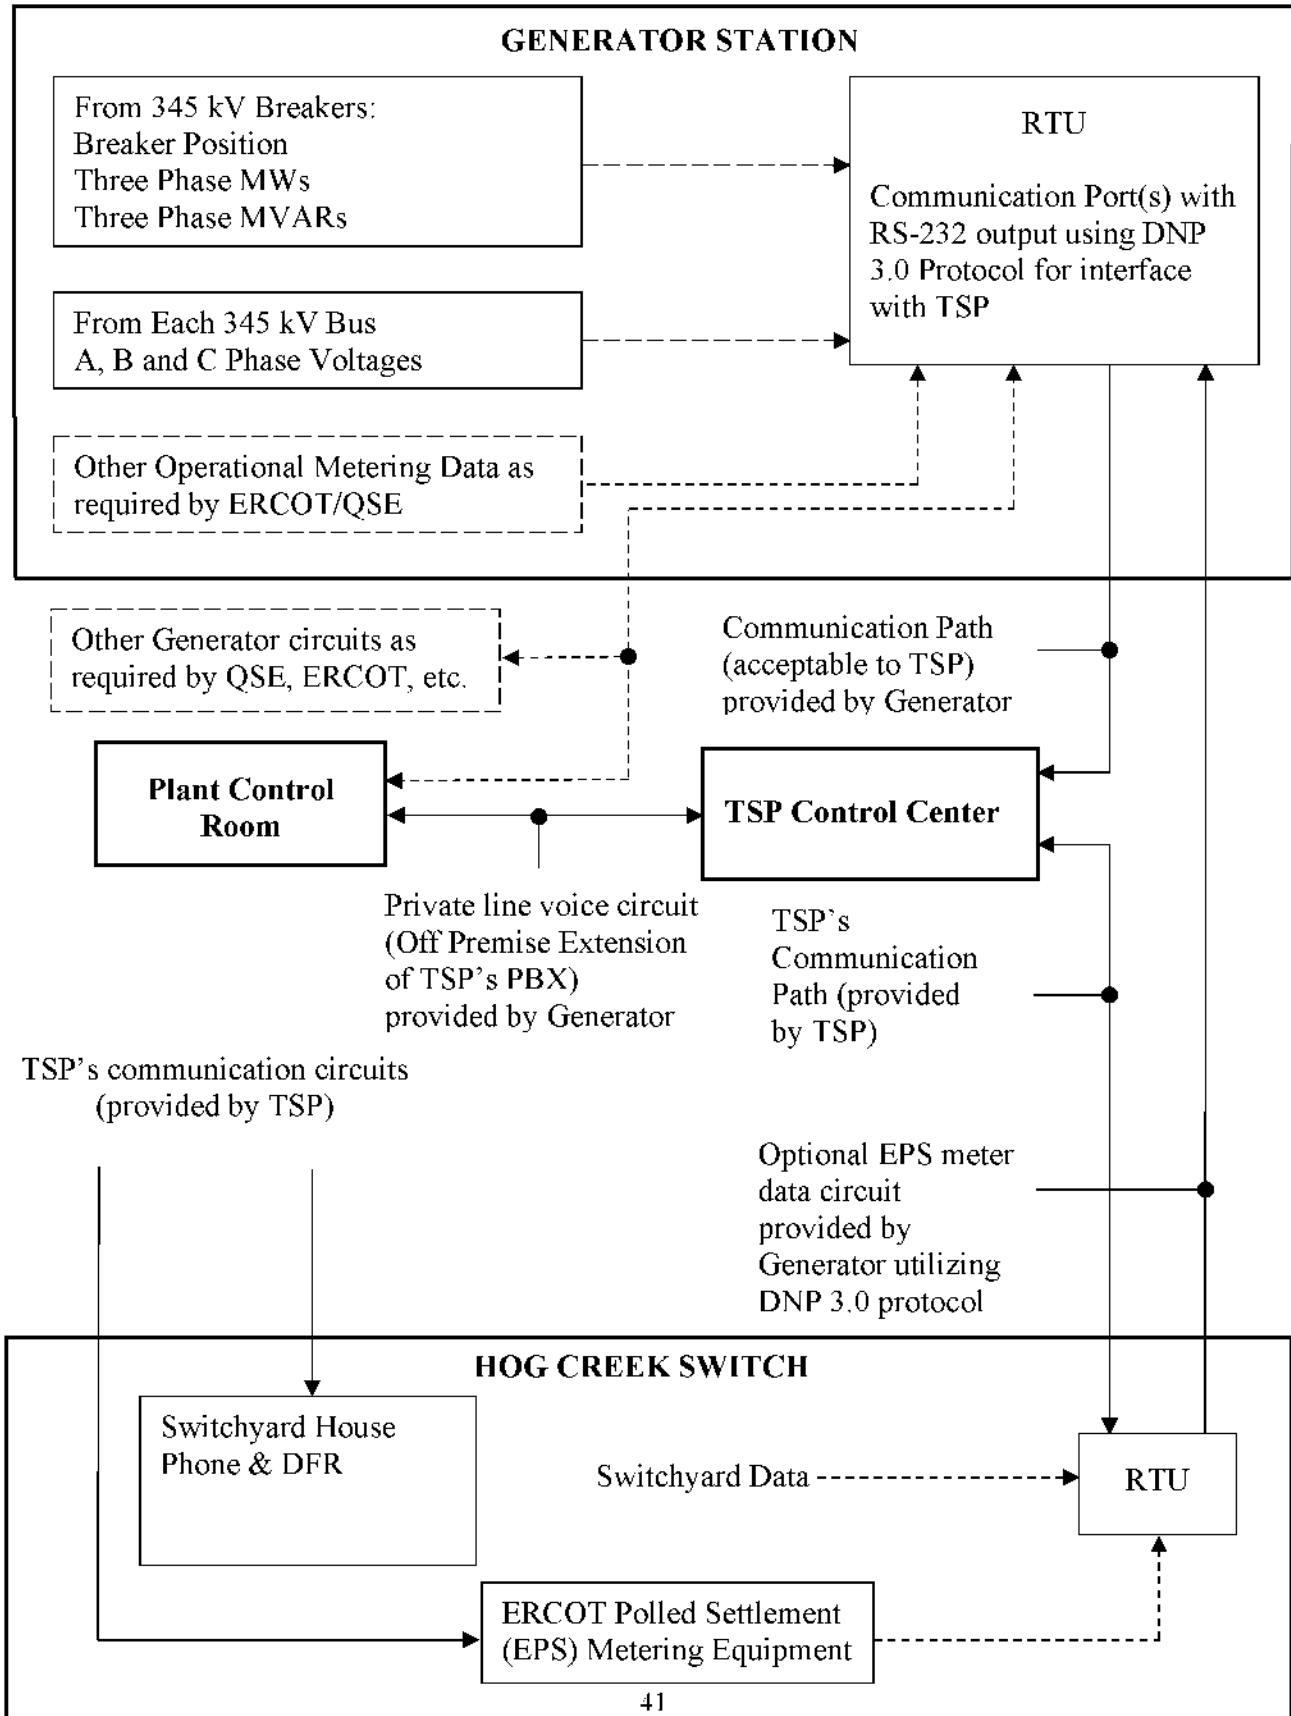 GENERATOR STATION
From 345 kV Breakers:
Breaker Position
Three Phase MWs
Three Phase MVARs
RTU
Communication Port(s) with
RS-232 output using DNP
3.0 Protocol for interface
with TSP
From Each 345 kV Bus
A, B and C Phase Voltages
Other Operational Metering Data as
required by ERCOT/QSE
Other Generator circuits as
required by QSE, ERCOT, etc.
Communication Path
(acceptable to TSP)
provided by Generator
Plant Control
Room
TSP Control Center
Private line voice circuit
(Off Premise Extension
of TSP's PBX)
provided by Generator
TSP's
Communication
Path (provided
by TSP)
TSP's communication circuits
(provided by TSP)
Optional EPS meter
data circuit
provided by
Generator utilizing
DNP 3.0 protocol
HOG CREEK SWITCH
Switchyard House
Phone & DFR
Switchyard Data
RTU
ERCOT Polled Settlement
(EPS) Metering Equipment
41